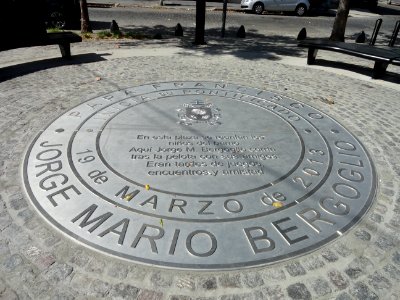 PAPA FRANCISCO
En esta plaza se reunían los
niños del barrio
Aquí Jorge M. Bergoglio corría
tras la pelota con sus amigos
Eran tardes de juegos
encuentros y amistad
19 DE MARZO DE 2013
JORGE MARIO BERGOGLIO